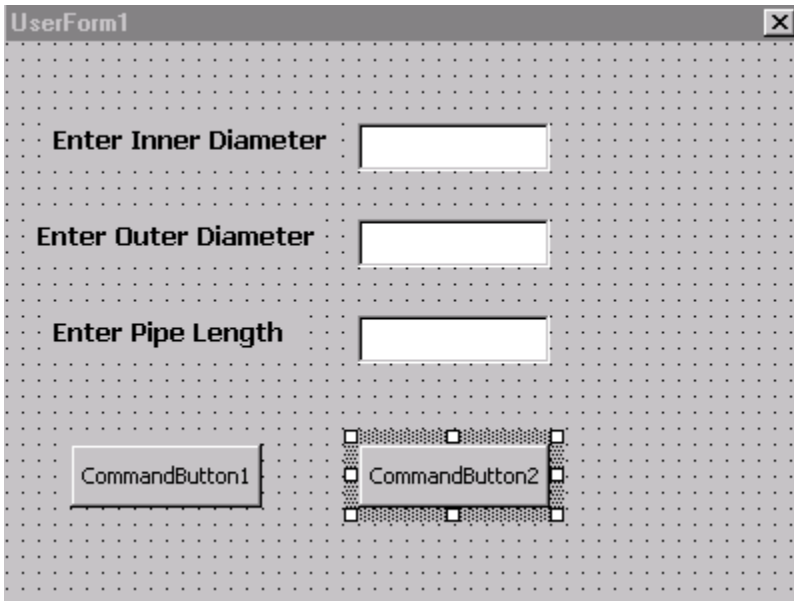 UserForm1
Enter Inner Diameter
Enter Outer Diameter
Enter Pipe Length
CommandButton1
CommandButton2